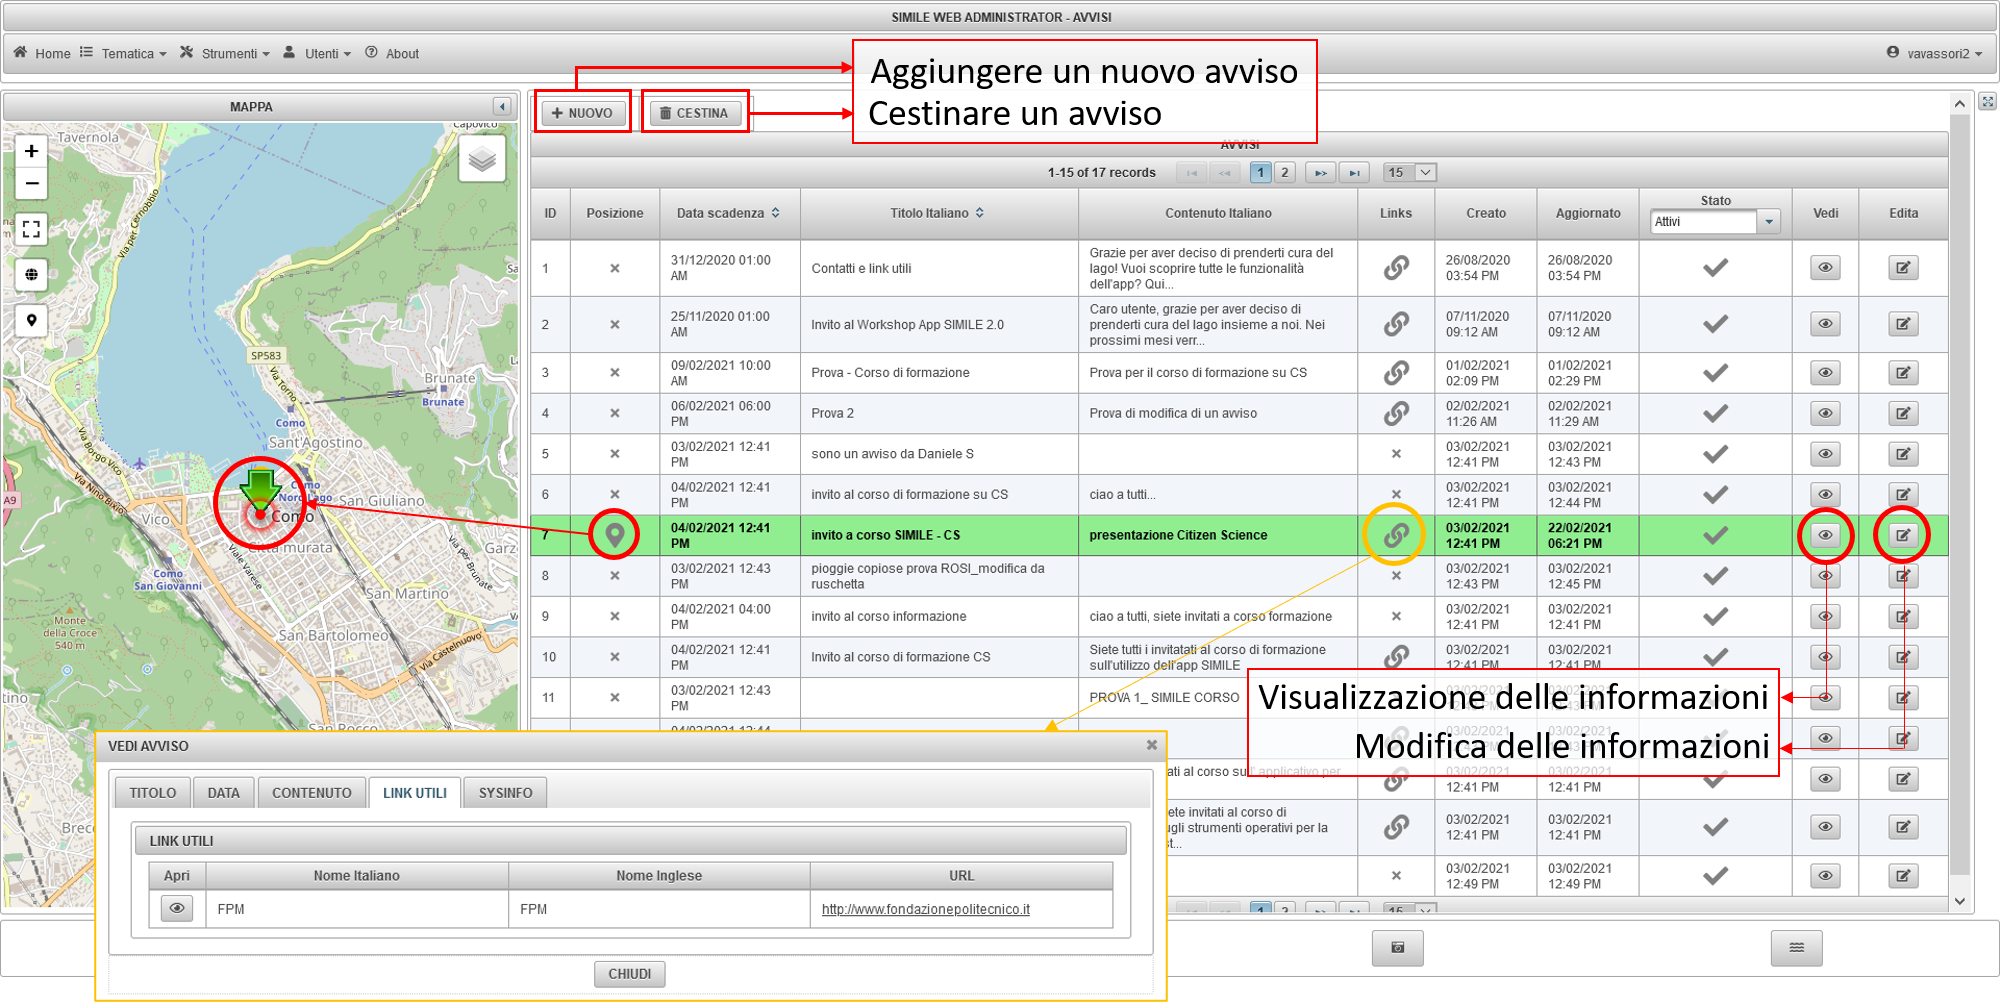 SIMILE WEB ADMINISTRATOR - AVVISI
Home Tematica Strumenti Utenti About vavassori2
Aggiungere un nuovo avviso
Cestinare un avviso
MAPPA
NUOVO CESTINA
AVVISI
1-15 of 17 records 1 2 15
ID Posizione Data scadenza Titolo Italiano Contenuto Italiano Links Creato Aggiornato Stato Vedi Edita
Attivi
1 31/12/2020 01:00 AM Contatti e link utili Grazie per aver deciso di prenderti cura del lago! Vuoi scoprire tutte le funzionalità dell'app? Qui... 26/08/2020 03:54 PM 26/08/2020 03:54 PM
2 25/11/2020 01:00 AM Invito al Workshop App SIMILE 2.0 Caro utente, grazie per aver deciso di prenderti cura del lago insieme a noi. Nei prossimi mesi verr... 07/11/2020 09:12 AM 07/11/2020 09:12 AM
3 09/02/2021 10:00 AM Prova - Corso di formazione Prova per il corso di formazione su CS 01/02/2021 02:09 PM 01/02/2021 02:29 PM
4 06/02/2021 06:00 PM Prova 2 Prova di modifica di un avviso 02/02/2021 11:26 AM 02/02/2021 11:29 AM
5 03/02/2021 12:41 PM sono un avviso da Daniele S 03/02/2021 12:41 PM 03/02/2021 12:43 PM
6 04/02/2021 12:41 PM invito al corso di formazione su CS ciao a tutti... 03/02/2021 12:41 PM 03/02/2021 12:44 PM
7 04/02/2021 12:41 PM invito a corso SIMILE - CS presentazione Citizen Science 03/02/2021 12:41 PM 22/02/2021 06:21 PM
8 03/02/2021 12:43 PM pioggie copiose prova ROSI_modifica da ruschetta 03/02/2021 12:43 PM 03/02/2021 12:45 PM
9 04/02/2021 04:00 PM invito al corso informazione ciao a tutti, siete invitati a corso formazione 03/02/2021 12:41 PM 03/02/2021 12:41 PM
10 04/02/2021 12:41 PM Invito al corso di formazione CS Siete tutti i invitatati al corso di formazione sull'utilizzo dell'app SIMILE 03/02/2021 12:41 PM 03/02/2021 12:41 PM
11 03/02/2021 12:43 PM PROVA 1_ SIMILE CORSO
Visualizzazione delle informazioni
Modifica delle informazioni
tati al corso sull' applicativo per 03/02/2021 12:41 PM 03/02/2021 12:41 PM
ete invitati al corso di
gli strumenti operativi per la 03/02/2021 12:41 PM 03/02/2021 12:41 PM
03/02/2021 12:49 PM 03/02/2021 12:49 PM
1 2 15
Tavernola
Capovico
Via per Cernobbio
SP583
Via Torno
Brunate
Brunate
Como
Sant'Agostino
Via Borgo Vico
Via Nino Bixio
A9
Como Nord Lago
San Giuliano
Vico
Como
Città murata
Viale Varese
Via per Brunate
Como San Giovanni
San Martino
Monte della Croce 540 m
San Bartolomeo
Via Castelnuovo
San Rocco
VEDI AVVISO
TITOLO DATA CONTENUTO LINK UTILI SYSINFO
LINK UTILI
Apri Nome Italiano Nome Inglese URL
FPM FPM http://www.fondazionepolitecnico.it
CHIUDI